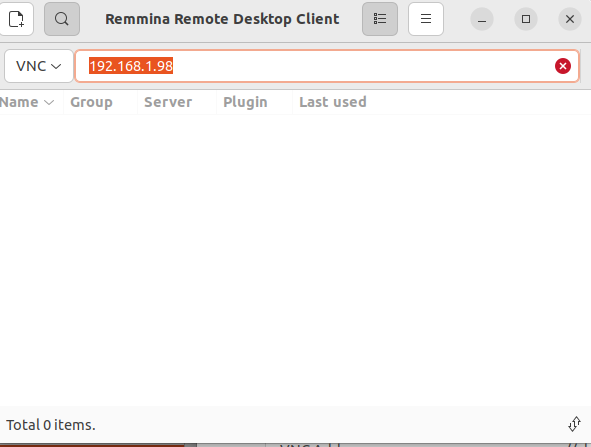 Remmina Remote Desktop Client
VNC 192.168.1.98
Name Group Server Plugin Last used
Total 0 items.